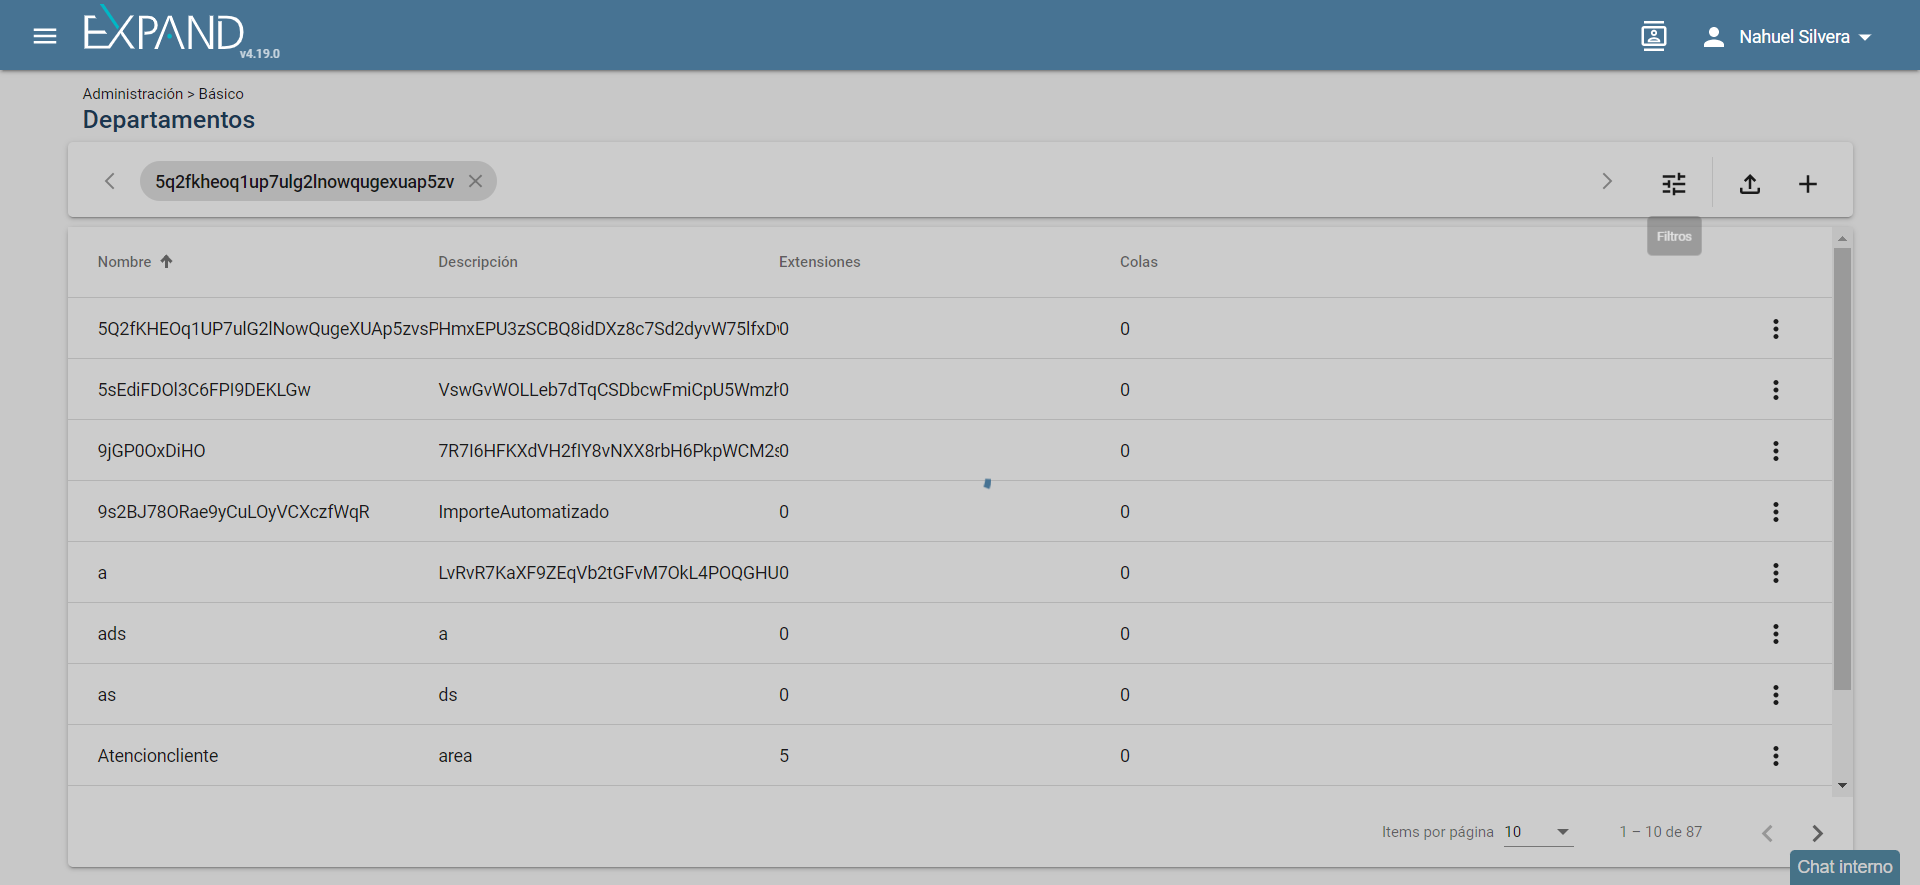 EXPAND
v4.19.0
Nahuel Silvera
Administración > Básico
Departamentos
5q2fkheoq1up7ulg2lnowqugexuap5zv
Filtros
Nombre Descripción Extensiones Colas
5Q2fKHEOq1UP7ulG2lNowQugeXUAp5zvsPHmxEPU3zSCBQ8idDXz8c7Sd2dyvW75lfxD 0 0
5sEdiFDOl3C6FPI9DEKLGw VswGvWOLLeb7dTqCSDbcwFmiCpU5Wmzl 0 0
9jGP0OxDiHO 7R7I6HFKXdVH2fIY8vNXX8rbH6PkpWCM2s 0 0
9s2BJ78ORae9yCuLOyVCXczfWqR ImporteAutomatizado 0 0
a LvRvR7KaXF9ZEqVb2tGFvM7OkL4POQGHU 0 0
ads a 0 0
as ds 0 0
Atencioncliente area 5 0
Items por página 10 1 – 10 de 87
Chat interno